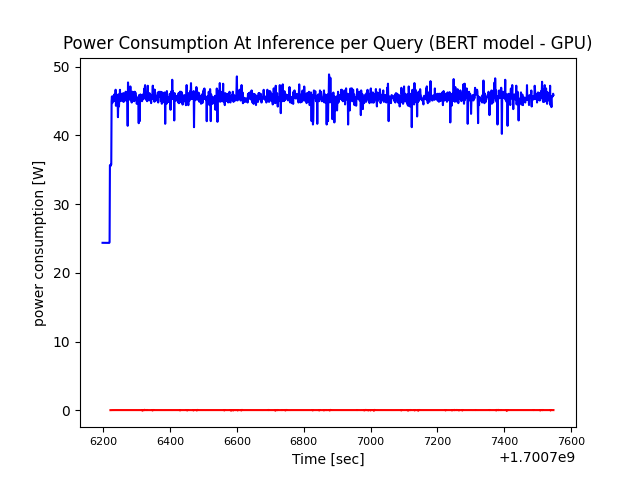 Power Consumption At Inference per Query (BERT model - GPU)
50
40
30
20
10
0
power consumption [W]
6200 6400 6600 6800 7000 7200 7400 7600
Time [sec]
+1.7007e9